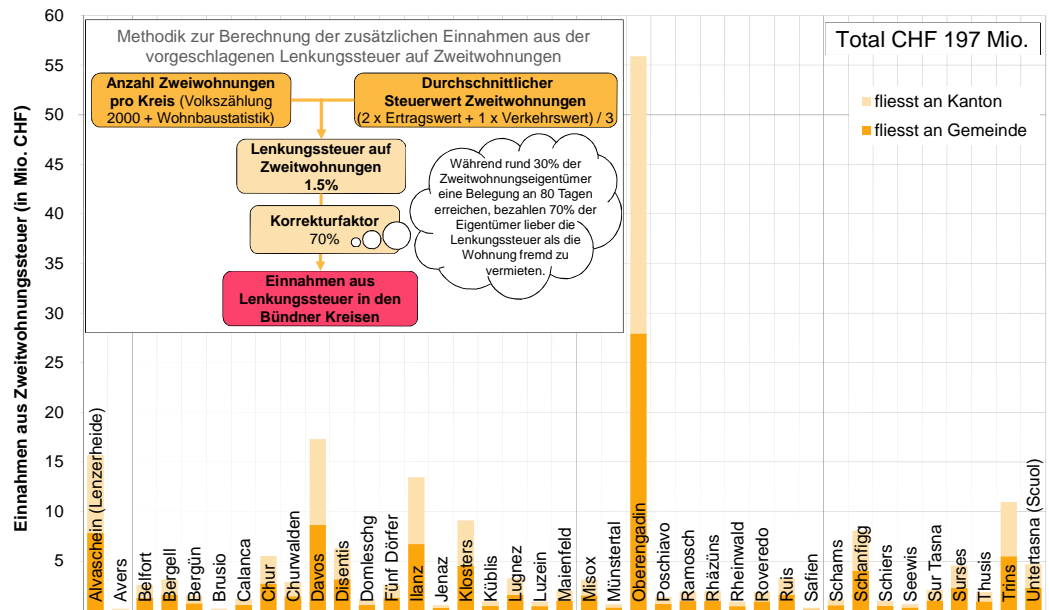 60
55
50
45
40
35
30
25
20
15
10
5
Einnahmen aus Zweitwohnungssteuer (in Mio. CHF)
Methodik zur Berechnung der zusätzlichen Einnahmen aus der
vorgeschlagenen Lenkungssteuer auf Zweitwohnungen
Anzahl Zweiwohnungen
pro Kreis (Volkszählung
2000 + Wohnbaustatistik)
Durchschnittlicher
Steuerwert Zweitwohnungen
(2 x Ertragswert + 1 x Verkehrswert) / 3
Lenkungssteuer auf
Zweitwohnungen
1.5%
Korrekturfaktor
70%
Während rund 30% der
Zweitwohnungseigentümer
eine Belegung an 80 Tagen
erreichen, bezahlen 70% der
Eigentümer lieber die
Lenkungssteuer als die
Wohnung fremd zu
vermieten.
Einnahmen aus
Lenkungssteuer in den
Bündner Kreisen
Total CHF 197 Mio.
fliesst an Kanton
fliesst an Gemeinde
Alvaschein (Lenzerheide)
Avers
Belfort
Bergell
Bergün
Brusio
Calanca
Chur
Churwalden
Davos
Disentis
Domleschg
Fünf Dörfer
Ilanz
Jenaz
Klosters
Küblis
Lugnez
Luzein
Maienfeld
Misox
Münstertal
Oberengadin
Poschiavo
Ramosch
Rhäzüns
Rheinwald
Roveredo
Ruis
Safien
Schams
Schanfigg
Schiers
Seewis
Sur Tasna
Surses
Thusis
Trins
Untertasna (Scuol)